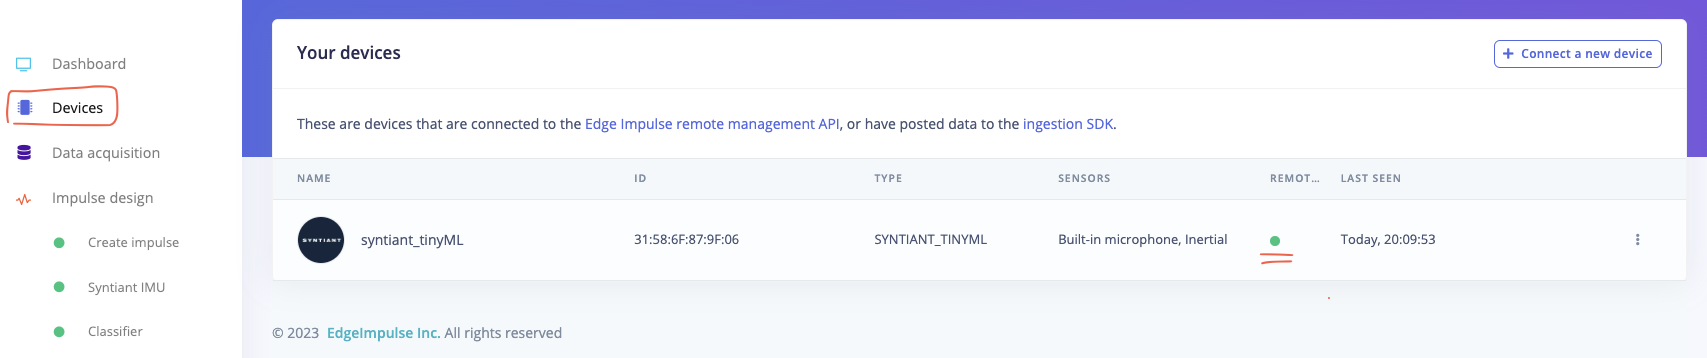 Dashboard
Devices
Data acquisition
Impulse design
Create impulse
Syntiant IMU
Classifier
Your devices
+ Connect a new device
These are devices that are connected to the Edge Impulse remote management API, or have posted data to the ingestion SDK.
NAME ID TYPE SENSORS REMOT... LAST SEEN
SYNTIANT syntiant_tinyML 31:58:6F:87:9F:06 SYNTIANT_TINYML Built-in microphone, Inertial Today, 20:09:53
© 2023 EdgeImpulse Inc. All rights reserved